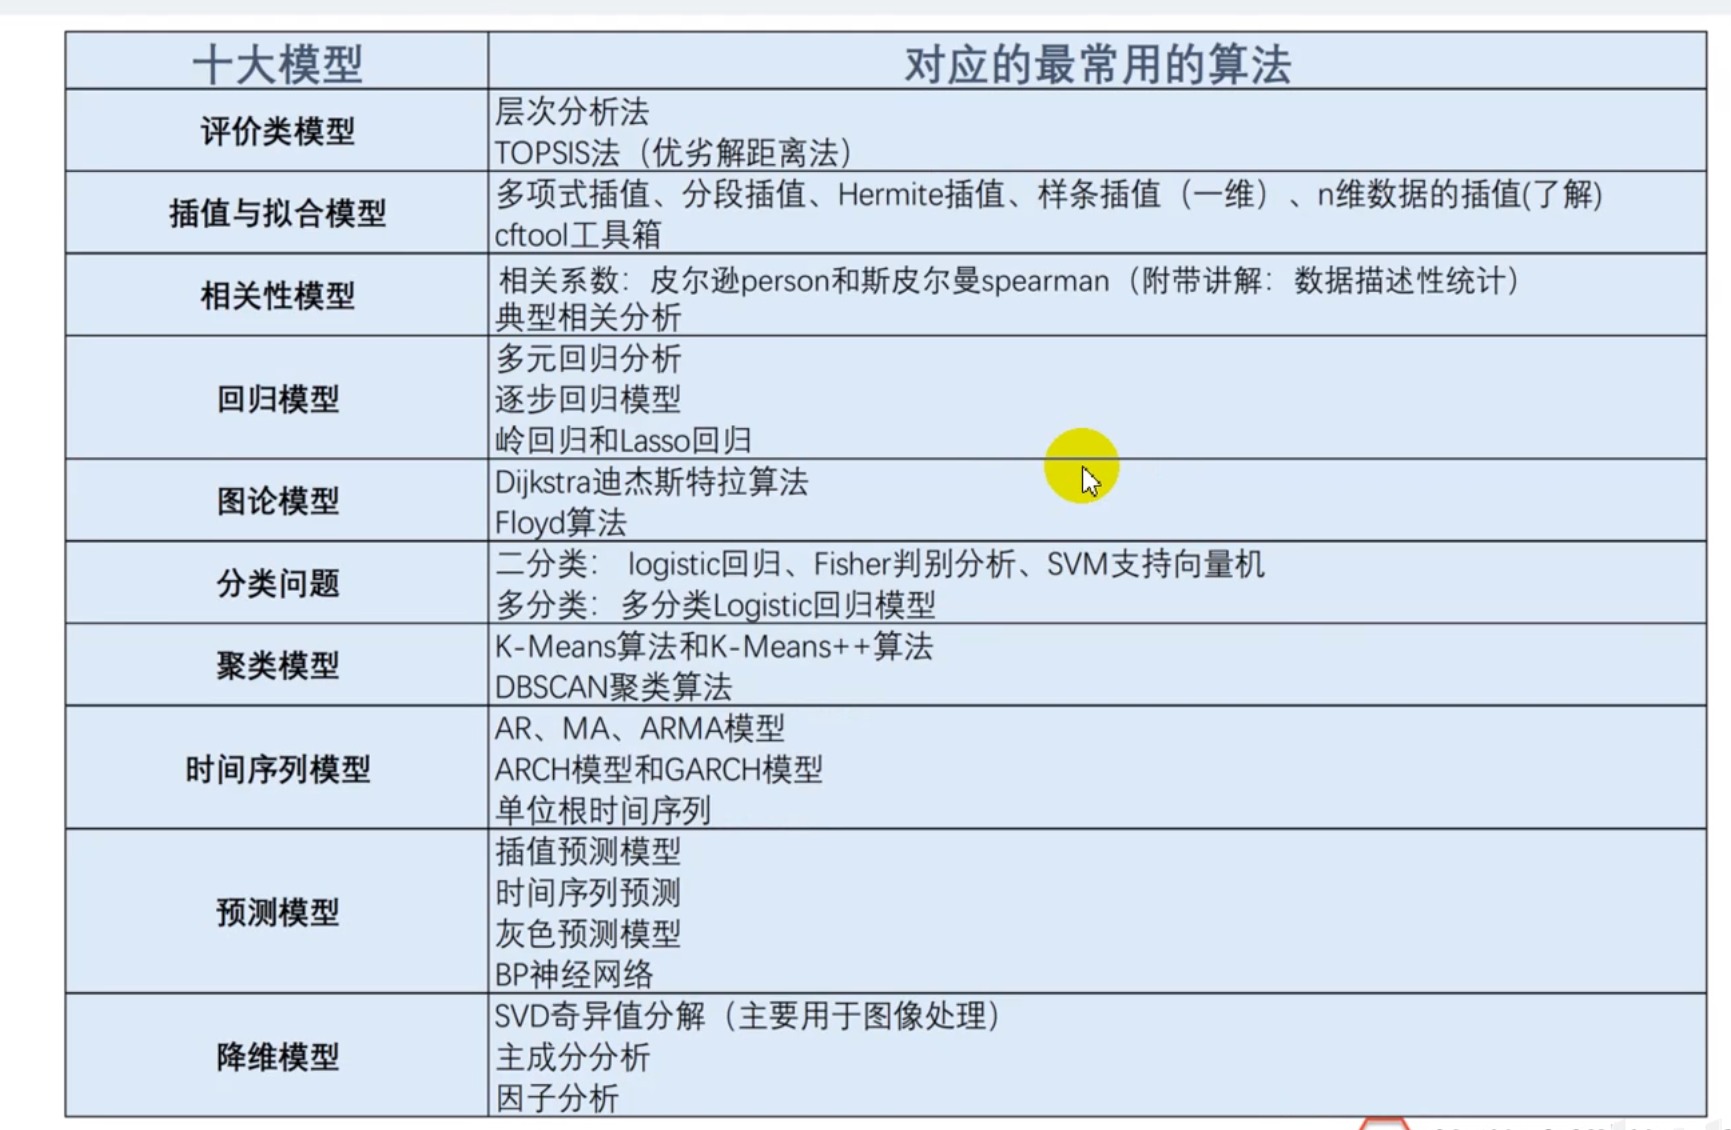 十大模型
对应的最常用的算法
评价类模型
层次分析法
TOPSIS法（优劣解距离法）
插值与拟合模型
多项式插值、分段插值、Hermite插值、样条插值（一维）、n维数据的插值(了解)
cftool工具箱
相关性模型
相关系数：皮尔逊person和斯皮尔曼spearman（附带讲解：数据描述性统计）
典型相关分析
回归模型
多元回归分析
逐步回归模型
岭回归和Lasso回归
图论模型
Dijkstra迪杰斯特拉算法
Floyd算法
分类问题
二分类： logistic回归、Fisher判别分析、SVM支持向量机
多分类：多分类Logistic回归模型
聚类模型
K-Means算法和K-Means++算法
DBSCAN聚类算法
时间序列模型
AR、MA、ARMA模型
ARCH模型和GARCH模型
单位根时间序列
预测模型
插值预测模型
时间序列预测
灰色预测模型
BP神经网络
降维模型
SVD奇异值分解（主要用于图像处理）
主成分分析
因子分析